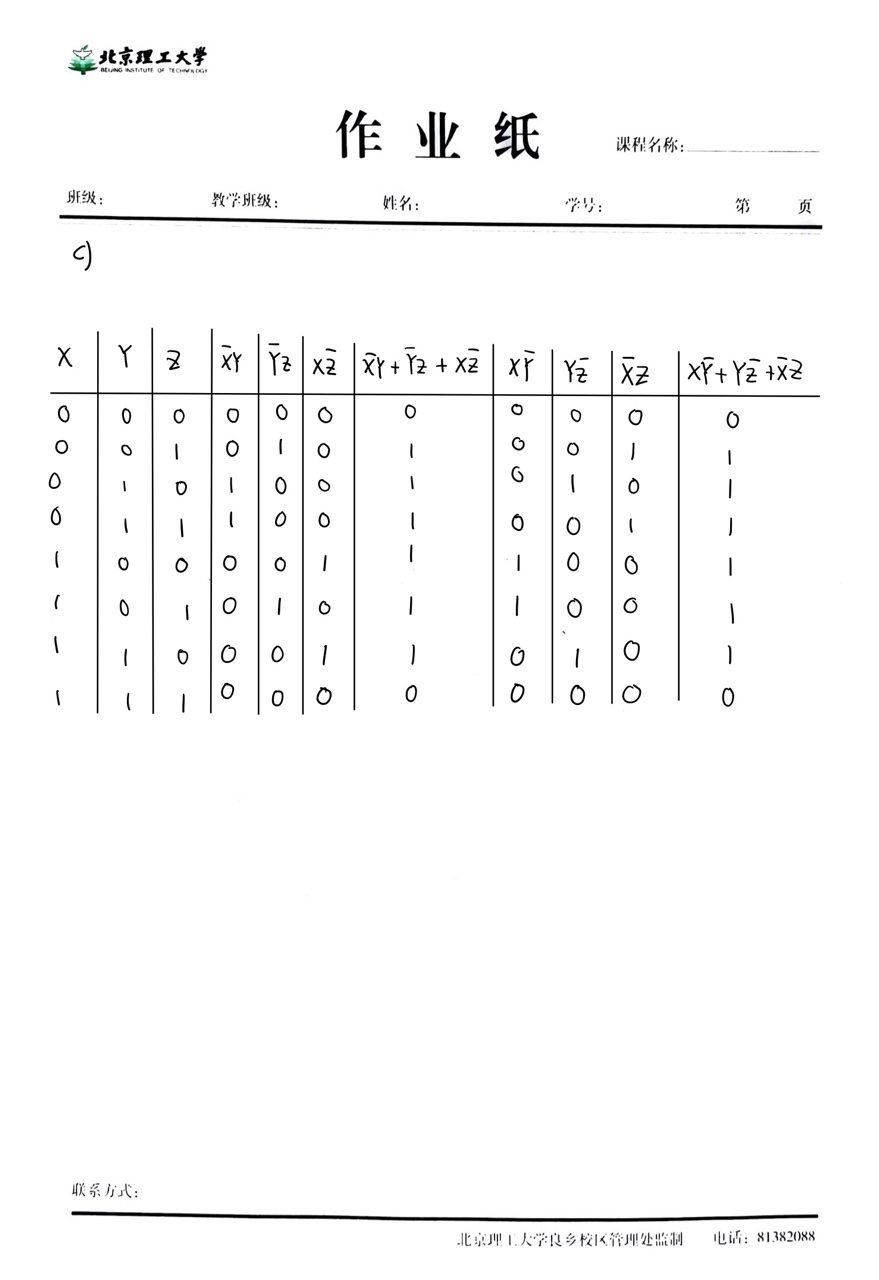 北京理工大学
BEIJING INSTITUTE OF TECHNOLOGY
作业纸
课程名称:
班级: 教学班级: 姓名: 学号: 第 页
c)
X Y Z X̅Y Y̅Z XZ̅ X̅Y+Y̅Z+XZ̅ XY̅ YZ̅ X̅Z XY̅+YZ̅+X̅Z
0 0 0 0 0 0 0 0 0 0 0
0 0 1 0 1 0 1 0 0 1 1
0 1 0 1 0 0 1 0 1 0 1
0 1 1 1 0 0 1 0 0 1 1
1 0 0 0 0 1 1 1 0 0 1
1 0 1 0 1 0 1 1 0 0 1
1 1 0 0 0 1 1 0 1 0 1
1 1 1 0 0 0 0 0 0 0 0
联系方式:
北京理工大学良乡校区管理处监制 电话: 81382088